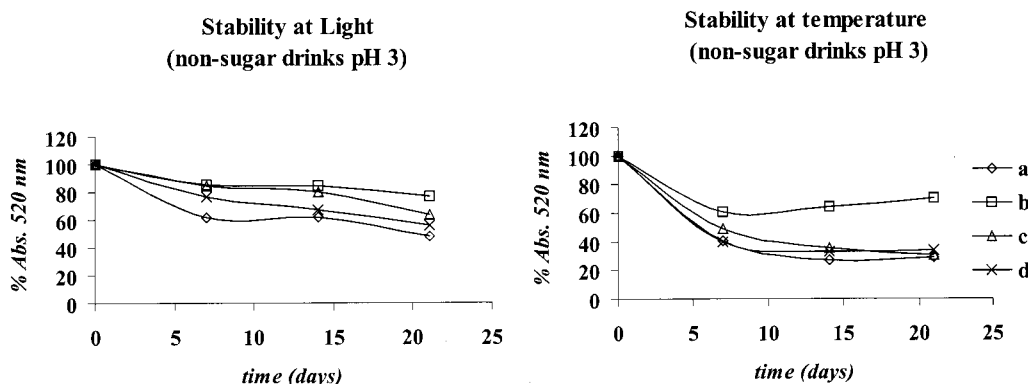 Stability at Light
(non-sugar drinks pH 3)
% Abs. 520 nm
120
100
80
60
40
20
0
0 5 10 15 20 25
time (days)
Stability at temperature
(non-sugar drinks pH 3)
% Abs. 520 nm
120
100
80
60
40
20
0
0 5 10 15 20 25
time (days)
a
b
c
d